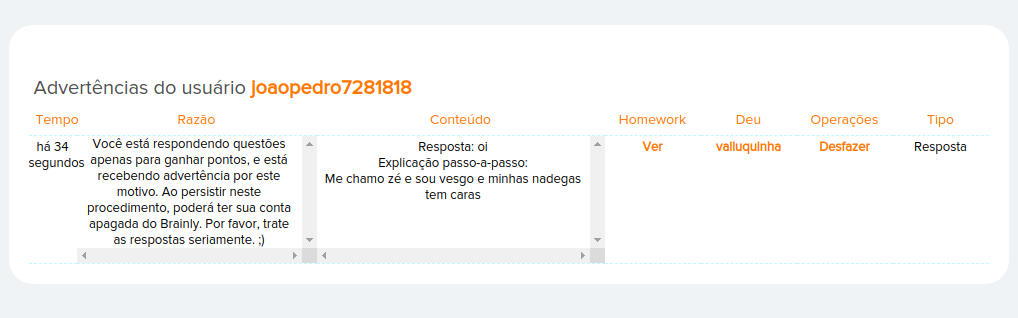 Advertências do usuário joaopedro7281818
Tempo Razão Conteúdo Homework Deu Operações Tipo
há 34
segundos
Você está respondendo questões
apenas para ganhar pontos, e está
recebendo advertência por este
motivo. Ao persistir neste
procedimento, poderá ter sua conta
apagada do Brainly. Por favor, trate
as respostas seriamente. ;)
Resposta: oi
Explicação passo-a-passo:
Me chamo zé e sou vesgo e minhas nadegas
tem caras
Ver
valluquinha
Desfazer
Resposta